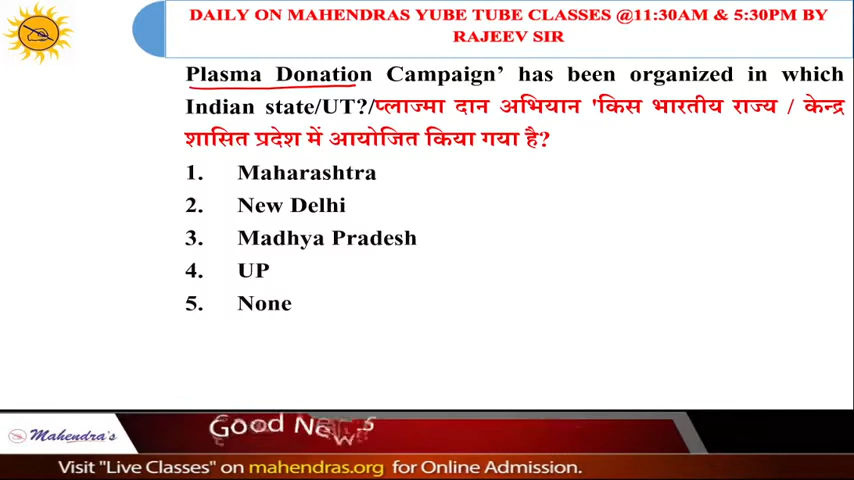 DAILY ON MAHENDRAS YUBE TUBE CLASSES @11:30AM & 5:30PM BY
RAJEEV SIR
Plasma Donation Campaign’ has been organized in which
Indian state/UT?/प्लाज्मा दान अभियान 'किस भारतीय राज्य / केन्द्र
शासित प्रदेश में आयोजित किया गया है?
1. Maharashtra
2. New Delhi
3. Madhya Pradesh
4. UP
5. None
Good News
Mahendra's
Visit "Live Classes" on mahendras.org for Online Admission.